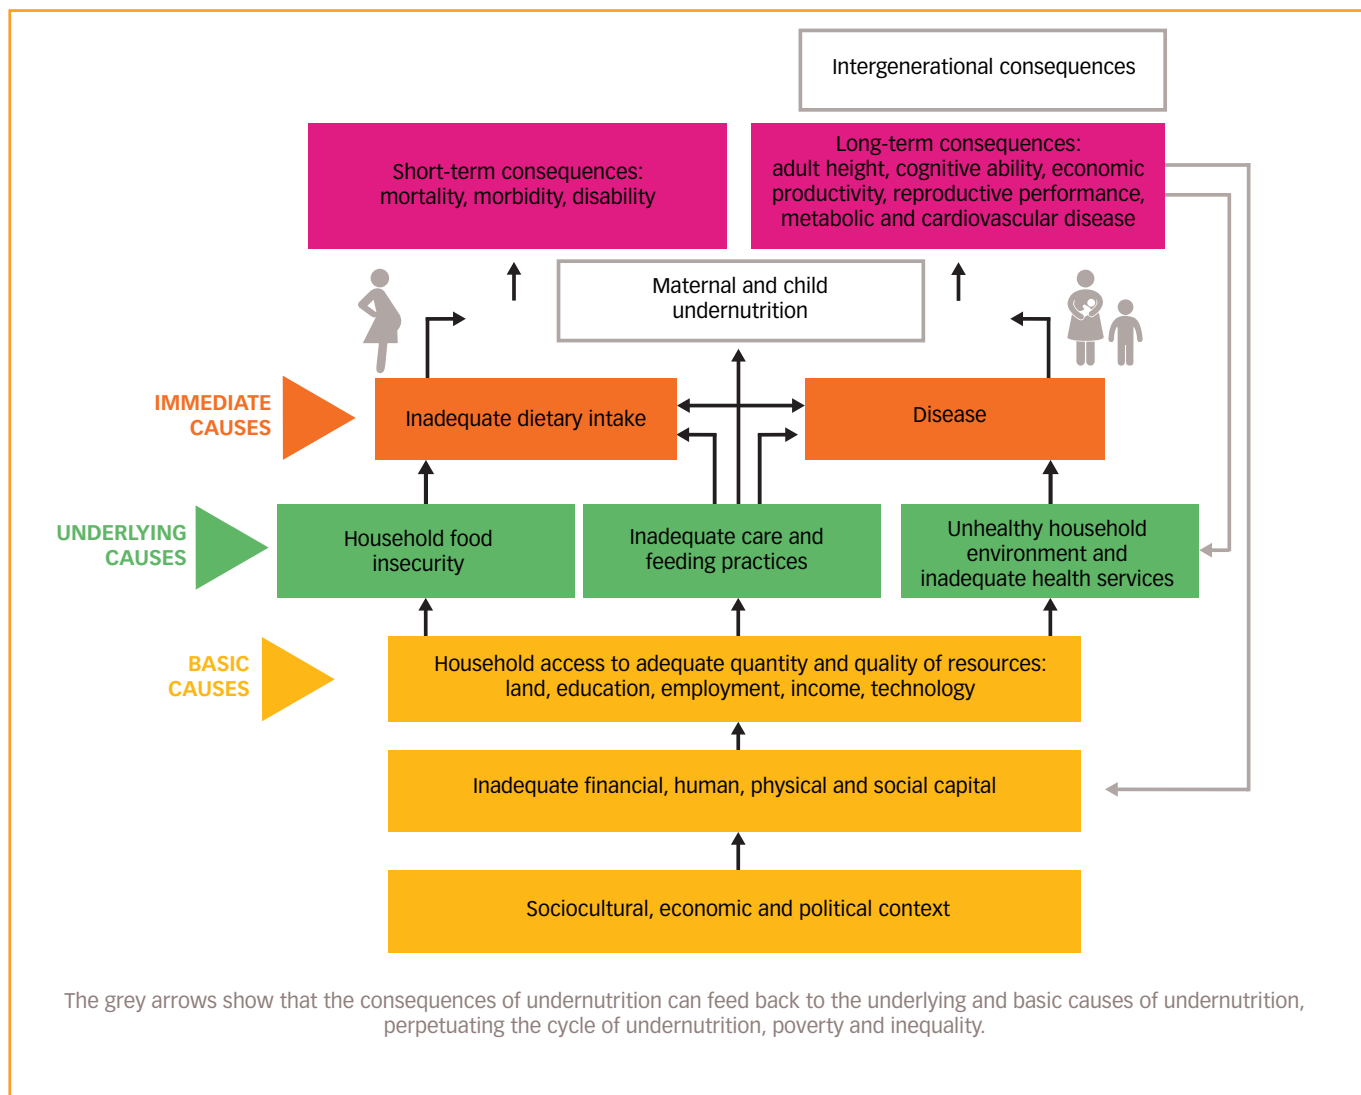 Intergenerational consequences
Short-term consequences:
mortality, morbidity, disability
Long-term consequences:
adult height, cognitive ability, economic
productivity, reproductive performance,
metabolic and cardiovascular disease
Maternal and child
undernutrition
IMMEDIATE
CAUSES
Inadequate dietary intake
Disease
UNDERLYING
CAUSES
Household food
insecurity
Inadequate care and
feeding practices
Unhealthy household
environment and
inadequate health services
BASIC
CAUSES
Household access to adequate quantity and quality of resources:
land, education, employment, income, technology
Inadequate financial, human, physical and social capital
Sociocultural, economic and political context
The grey arrows show that the consequences of undernutrition can feed back to the underlying and basic causes of undernutrition,
perpetuating the cycle of undernutrition, poverty and inequality.